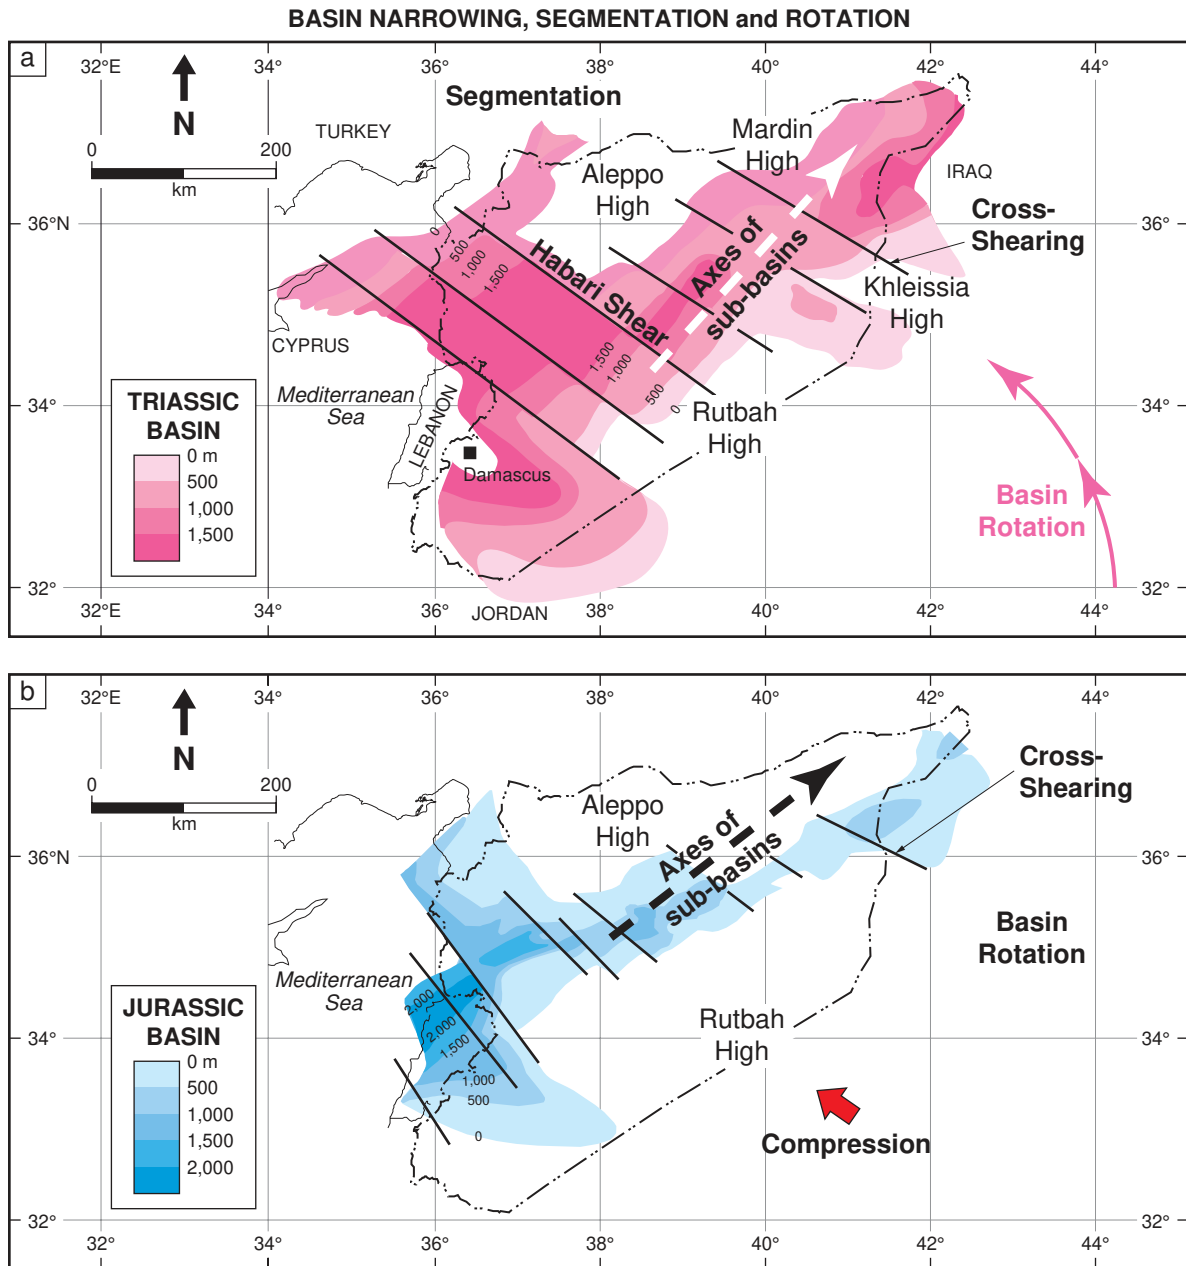 BASIN NARROWING, SEGMENTATION and ROTATION
a
32°E 34° 36° 38° 40° 42° 44°
N
Segmentation
TURKEY
0 200
km
Mardin
High
Aleppo
High
IRAQ
Cross-
Shearing
36°N 36°
0
500
1,000
1,500
Habari Shear
Axes of
sub-basins
Khleissia
High
CYPRUS
Mediterranean
Sea
LEBANON
1,500
1,000
500
0
34° 34°
Rutbah
High
Damascus
TRIASSIC
BASIN
0 m
500
1,000
1,500
Basin
Rotation
32° 32°
JORDAN
32°E 34° 36° 38° 40° 42° 44°
b
32°E 34° 36° 38° 40° 42° 44°
N
0 200
km
Cross-
Shearing
Aleppo
High
Axes of
sub-basins
36°N 36°
Basin
Rotation
Mediterranean
Sea
2,000
2,000
1,500
1,000
500
0
Rutbah
High
34° 34°
JURASSIC
BASIN
0 m
500
1,000
1,500
2,000
Compression
32° 32°
32° 34° 36° 38° 40° 42° 44°